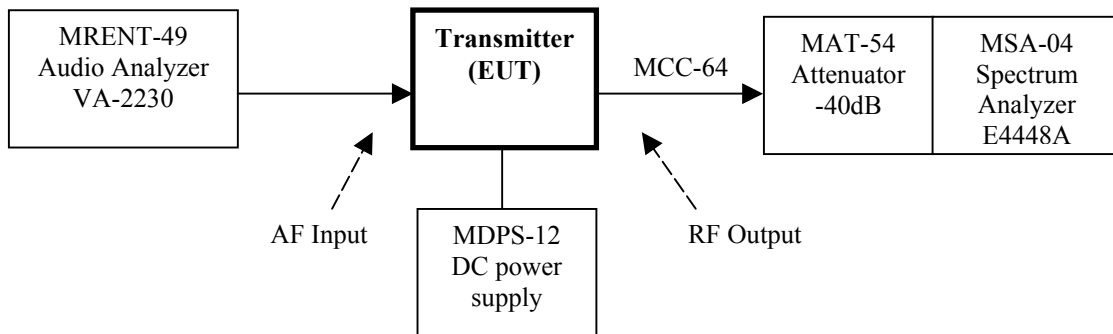 MRENT-49
Audio Analyzer
VA-2230
Transmitter
(EUT)
MCC-64
MAT-54
Attenuator
-40dB
MSA-04
Spectrum
Analyzer
E4448A
AF Input
MDPS-12
DC power
supply
RF Output